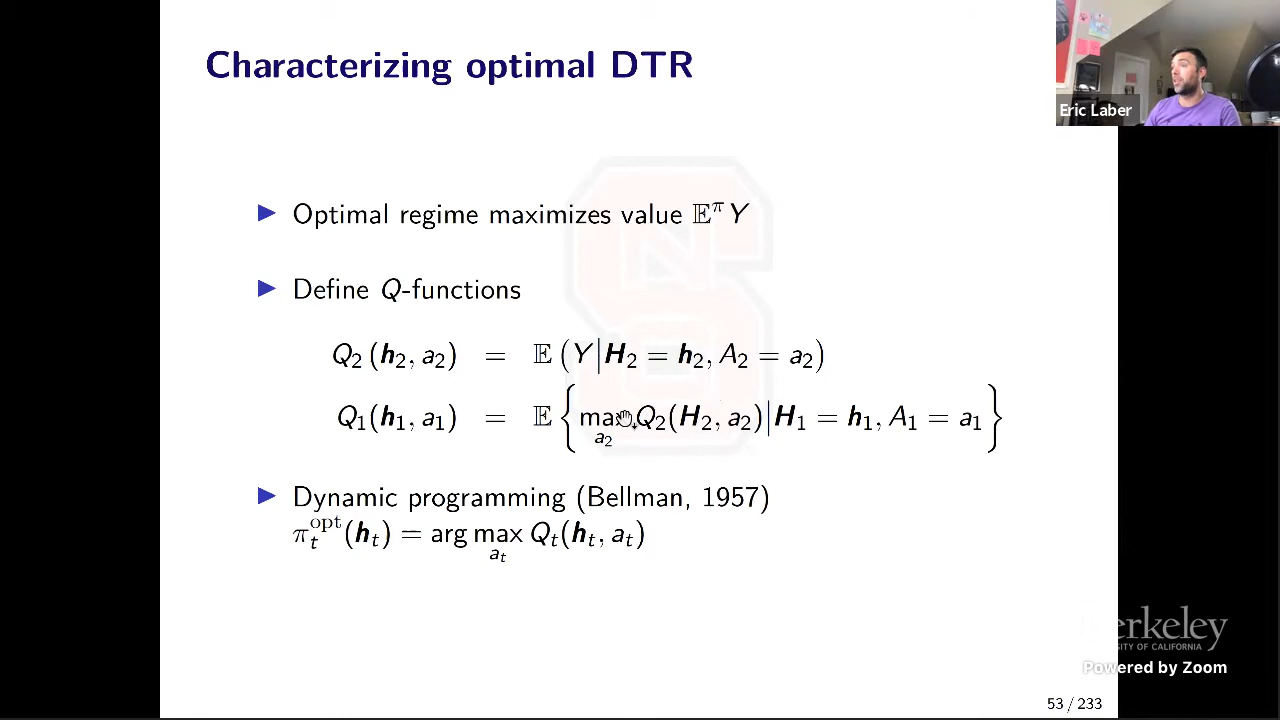 Characterizing optimal DTR
Eric Laber
▶ Optimal regime maximizes value 𝔼^π Y
▶ Define Q-functions
Q₂(h₂, a₂) = 𝔼(Y|H₂ = h₂, A₂ = a₂)
Q₁(h₁, a₁) = 𝔼{max_{a₂} Q₂(H₂, a₂)|H₁ = h₁, A₁ = a₁}
▶ Dynamic programming (Bellman, 1957)
π_t^opt(h_t) = arg max_{a_t} Q_t(h_t, a_t)
Powered by Zoom
OF CALIFORNIA
53 / 233